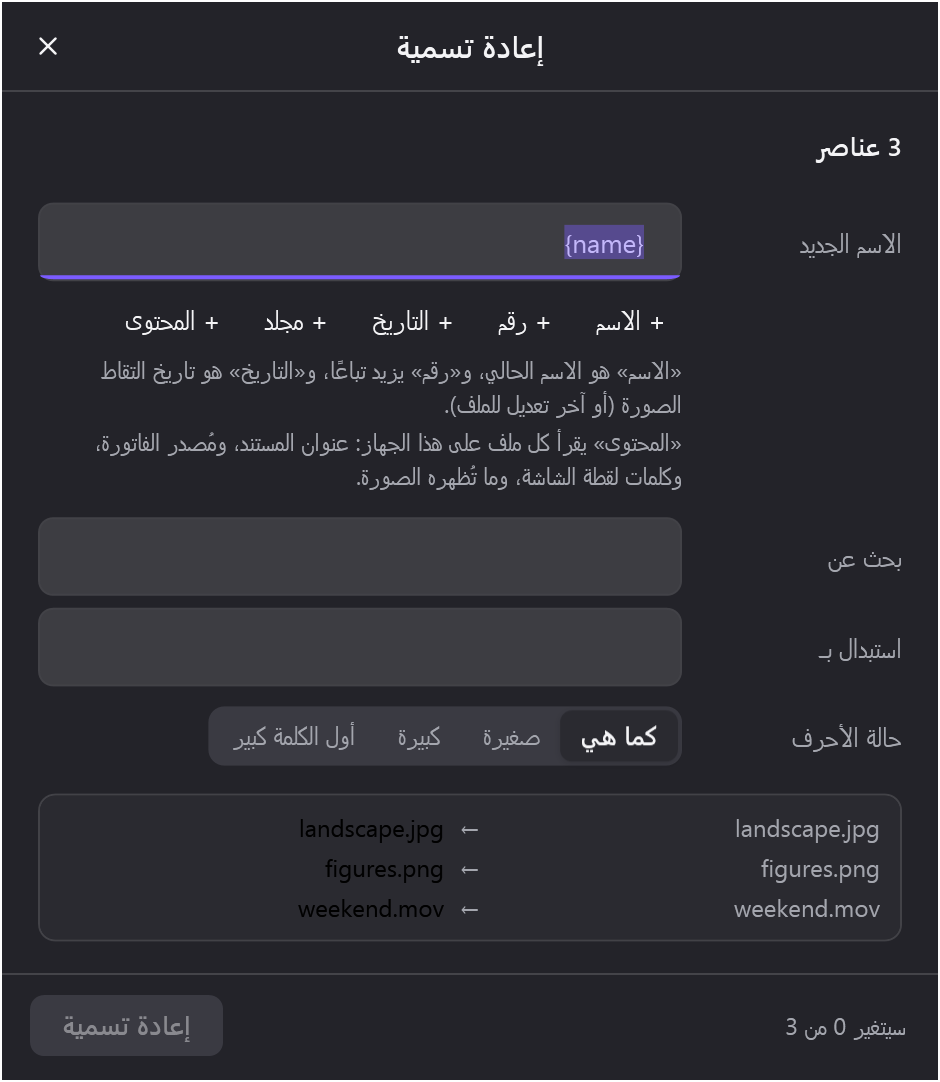 إعادة تسمية
3 عناصر
الاسم الجديد
{name}
+ الاسم + رقم + التاريخ + مجلد + المحتوى
«الاسم» هو الاسم الحالي، و«رقم» يزيد تباعًا، و«التاريخ» هو تاريخ التقاط
الصورة (أو آخر تعديل للملف).
«المحتوى» يقرأ كل ملف على هذا الجهاز: عنوان المستند، ومُصدر الفاتورة،
وكلمات لقطة الشاشة، وما تُظهره الصورة.
بحث عن
استبدال بـ
حالة الأحرف كما هي صغيرة كبيرة أول الكلمة كبير
landscape.jpg ← landscape.jpg
figures.png ← figures.png
weekend.mov ← weekend.mov
سيتغير 0 من 3
إعادة تسمية